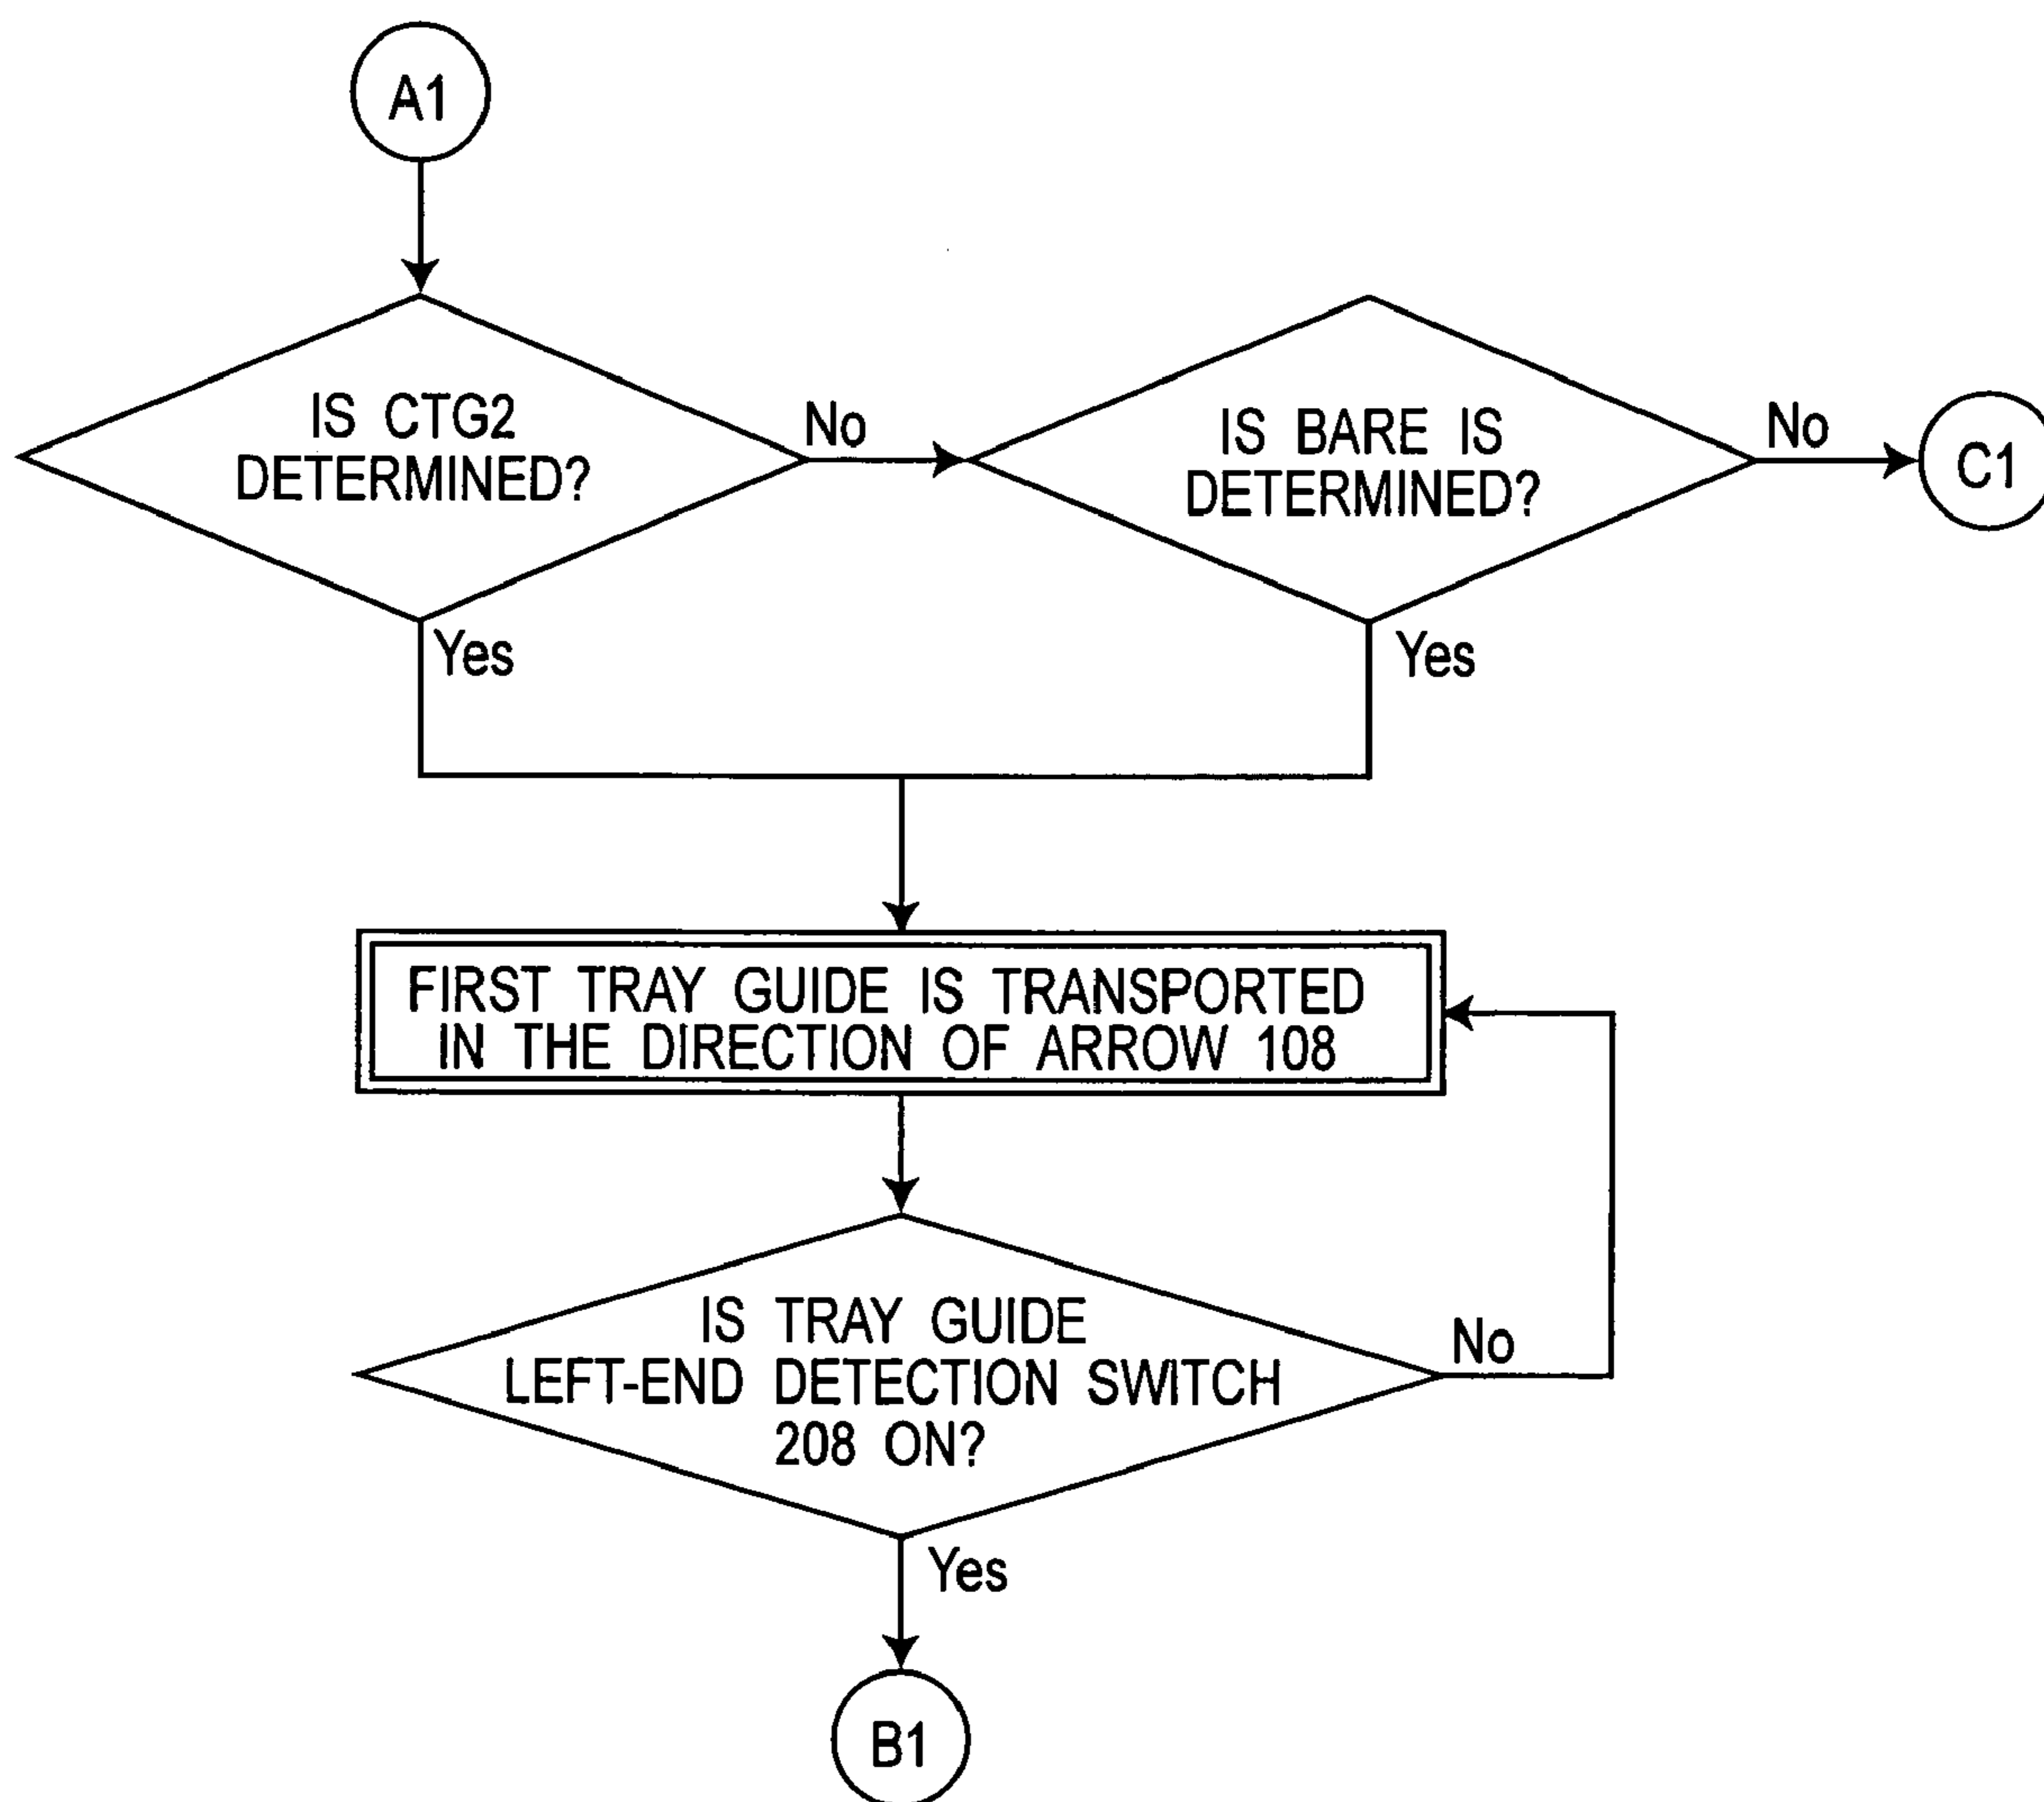 A1
IS CTG2
DETERMINED?
No
IS BARE IS
DETERMINED?
No
C1
Yes
Yes
FIRST TRAY GUIDE IS TRANSPORTED
IN THE DIRECTION OF ARROW 108
IS TRAY GUIDE
LEFT-END DETECTION SWITCH
208 ON?
No
Yes
B1